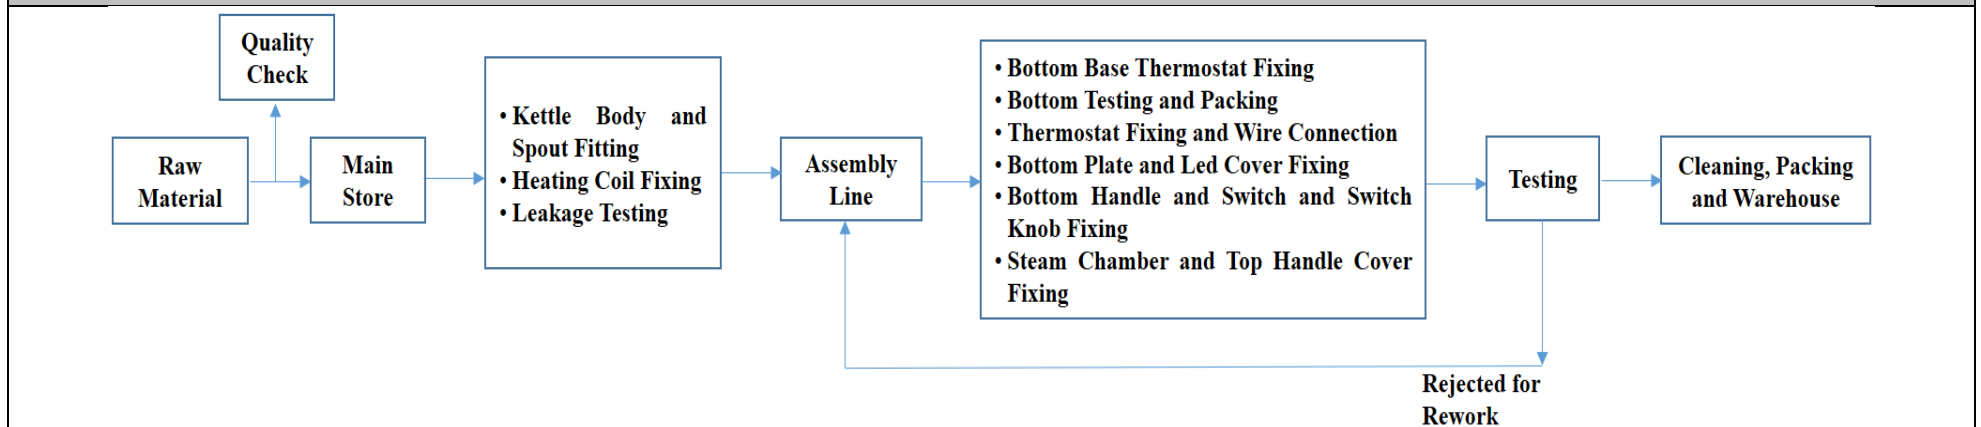 Quality
Check
Raw
Material
Main
Store
• Kettle Body and
Spout Fitting
• Heating Coil Fixing
• Leakage Testing
Assembly
Line
• Bottom Base Thermostat Fixing
• Bottom Testing and Packing
• Thermostat Fixing and Wire Connection
• Bottom Plate and Led Cover Fixing
• Bottom Handle and Switch and Switch
Knob Fixing
• Steam Chamber and Top Handle Cover
Fixing
Testing
Cleaning, Packing
and Warehouse
Rejected for
Rework